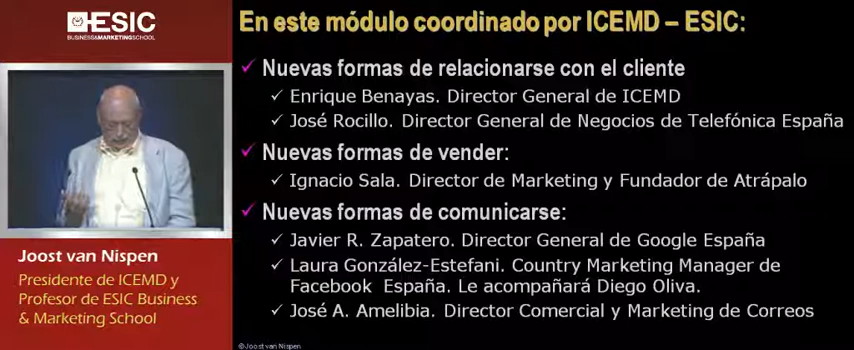 ESIC
BUSINESS&MARKETINGSCHOOL
Joost van Nispen
Presidente de ICEMD y
Profesor de ESIC Business
& Marketing School
En este módulo coordinado por ICEMD – ESIC:
Nuevas formas de relacionarse con el cliente
Enrique Benayas. Director General de ICEMD
José Rocillo. Director General de Negocios de Telefónica España
Nuevas formas de vender:
Ignacio Sala. Director de Marketing y Fundador de Atrápalo
Nuevas formas de comunicarse:
Javier R. Zapatero. Director General de Google España
Laura González-Estefani. Country Marketing Manager de
Facebook España. Le acompañará Diego Oliva.
José A. Amelibia. Director Comercial y Marketing de Correos
©Joost van Nispen